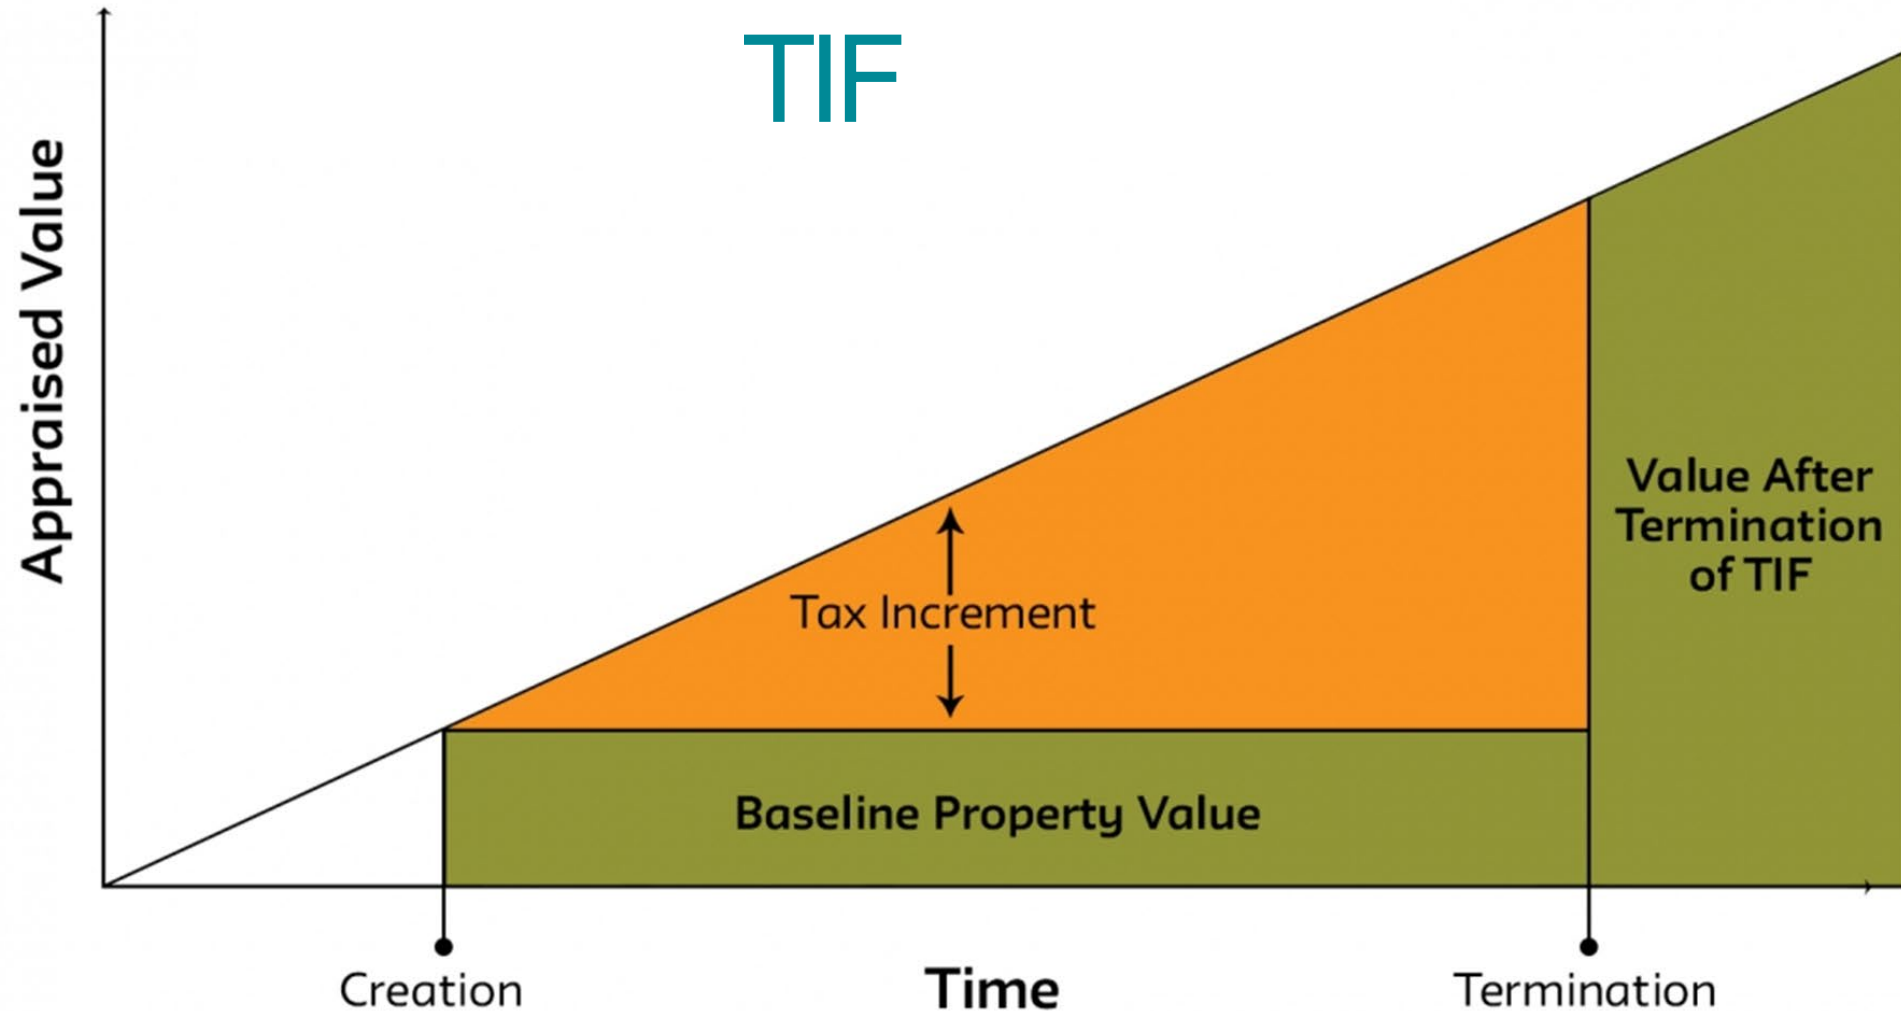 TIF
Appraised Value
Tax Increment
Value After
Termination
of TIF
Baseline Property Value
Creation
Time
Termination